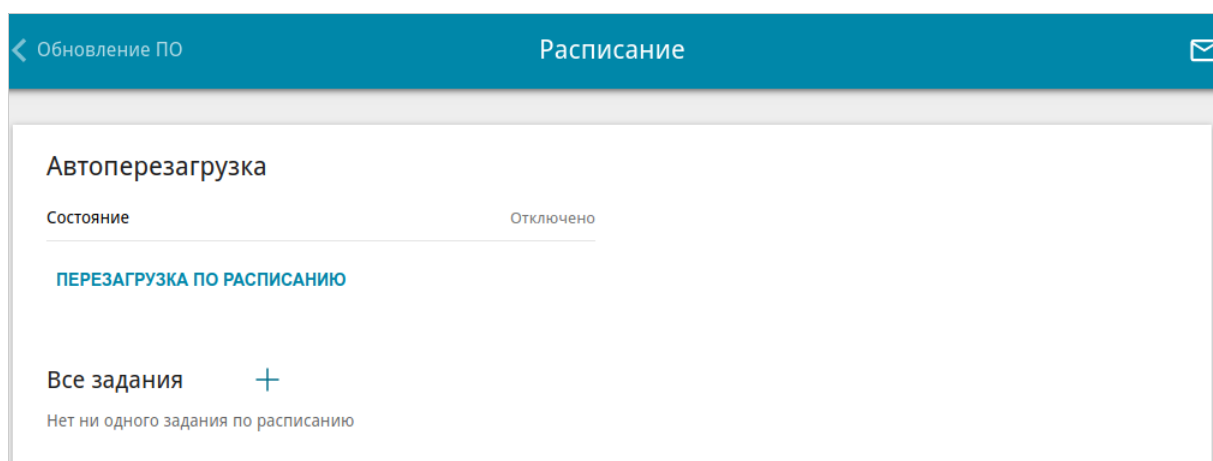 Обновление ПО
Расписание
Автоперезагрузка
Состояние
Отключено
ПЕРЕЗАГРУЗКА ПО РАСПИСАНИЮ
Все задания
Нет ни одного задания по расписанию